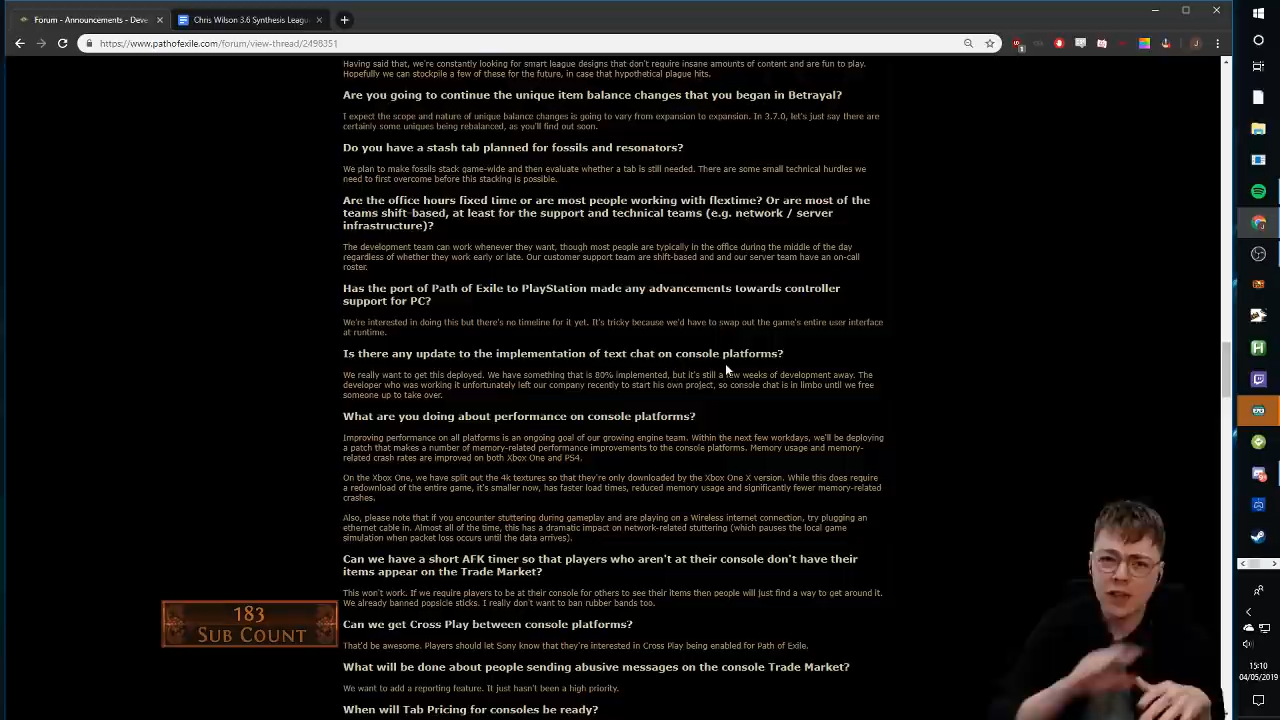 Forum - Announcements - Deve
Chris Wilson 3.6 Synthesis Leagu
https://www.pathofexile.com/forum/view-thread/2498351
Having said that, we're constantly looking for smart league designs that don't require insane amounts of content and are fun to play.
Hopefully we can stockpile a few of these for the future, in case that hypothetical plague hits.
Are you going to continue the unique item balance changes that you began in Betrayal?
I expect the scope and nature of unique balance changes is going to vary from expansion to expansion. In 3.7.0, let's just say there are
certainly some uniques being rebalanced, as you'll find out soon.
Do you have a stash tab planned for fossils and resonators?
We plan to make fossils stack game-wide and then evaluate whether a tab is still needed. There are some small technical hurdles we
need to first overcome before this stacking is possible.
Are the office hours fixed time or are most people working with flextime? Or are most of the
teams shift-based, at least for the support and technical teams (e.g. network / server
infrastructure)?
The development team can work whenever they want, though most people are typically in the office during the middle of the day
regardless of whether they work early or late. Our customer support team are shift-based and and our server team have an on-call
roster.
Has the port of Path of Exile to PlayStation made any advancements towards controller
support for PC?
We're interested in doing this but there's no timeline for it yet. It's tricky because we'd have to swap out the game's entire user interface
at runtime.
Is there any update to the implementation of text chat on console platforms?
We really want to get this deployed. We have something that is 80% implemented, but it's still a few weeks of development away. The
developer who was working it unfortunately left our company recently to start his own project, so console chat is in limbo until we free
someone up to take over.
What are you doing about performance on console platforms?
Improving performance on all platforms is an ongoing goal of our growing engine team. Within the next few workdays, we'll be deploying
a patch that makes a number of memory-related performance improvements to the console platforms. Memory usage and memory-
related crash rates are improved on both Xbox One and PS4.
On the Xbox One, we have split out the 4k textures so that they're only downloaded by the Xbox One X version. While this does require
a redownload of the entire game, it's smaller now, has faster load times, reduced memory usage and significantly fewer memory-related
crashes.
Also, please note that if you encounter stuttering during gameplay and are playing on a Wireless internet connection, try plugging an
ethernet cable in. Almost all of the time, this has a dramatic impact on network-related stuttering (which pauses the local game
simulation when packet loss occurs until the data arrives).
Can we have a short AFK timer so that players who aren't at their console don't have their
items appear on the Trade Market?
This won't work. If we require players to be at their console for others to see their items then people will just find a way to get around it.
We already banned popsicle sticks. I really don't want to ban rubber bands too.
183
SUB COUNT
Can we get Cross Play between console platforms?
That'd be awesome. Players should let Sony know that they're interested in Cross Play being enabled for Path of Exile.
What will be done about people sending abusive messages on the console Trade Market?
We want to add a reporting feature. It just hasn't been a high priority.
When will Tab Pricing for consoles be ready?
15:10
04/05/2019